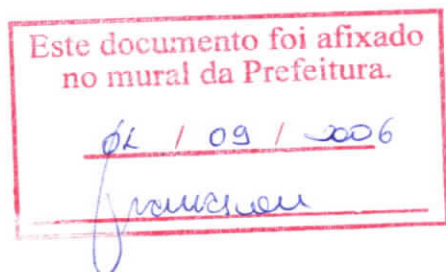 Este documento foi afixado
no mural da Prefeitura.
/ 09 / 2006